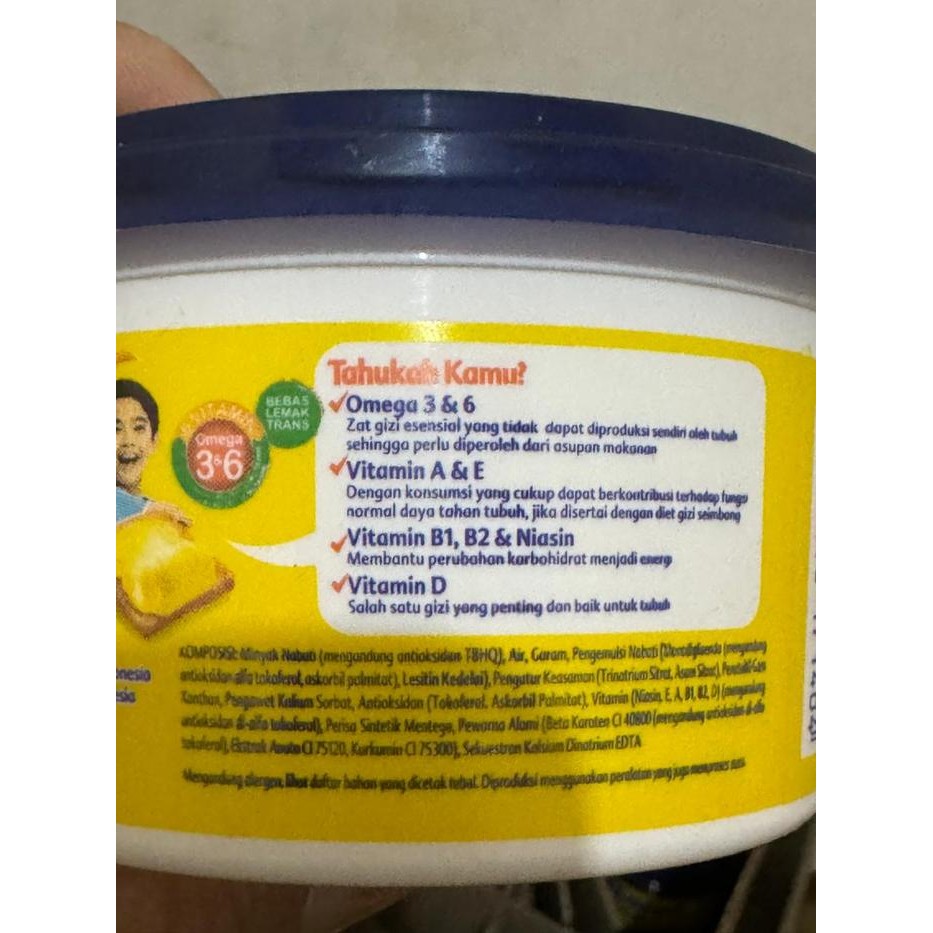 Tahukah Kamu?
Omega 3 & 6
Zat gizi esensial yang tidak dapat diproduksi sendiri oleh tubuh
sehingga perlu diperoleh dari asupan makanan
Vitamin A & E
Dengan konsumsi yang cukup dapat berkontribusi terhadap fungsi
normal daya tahan tubuh, jika disertai dengan diet gizi seimbang
Vitamin B1, B2 & Niasin
Membantu perubahan karbohidrat menjadi energi
Vitamin D
Salah satu gizi yang penting dan baik untuk tubuh
BEBAS
LEMAK
TRANS
Omega
3&6
KOMPOSISI: Minyak Nabati (mengandung antioksidan TBHQ), Air, Garam, Pengemulsi Nabati (Monodigliserida (mengandung
antioksidan alfa tokoferol, askorbil palmitat), Lesitin Kedelai), Pengatur Keasaman (Trinatrium Sitrat, Asam Sitrat),
Xanthan, Pengawet Kalium Sorbat, Antioksidan (Tokoferol, Askorbil Palmitat), Vitamin (Niasin, E, A, B1, B2, D) (mengandung
antioksidan dl-alfa tokoferol), Perisa Sintetik Mentega, Pewarna Alami (Beta Karoten CI 40800 (mengandung antioksidan dl-alfa
tokoferol), Ekstrak Anato CI 75120, Kurkumin CI 75300), Sekuestran Kalsium Dinatrium EDTA
Mengandung alergen, lihat daftar bahan yang dicetak tebal. Diproduksi menggunakan peralatan yang juga memproses susu.